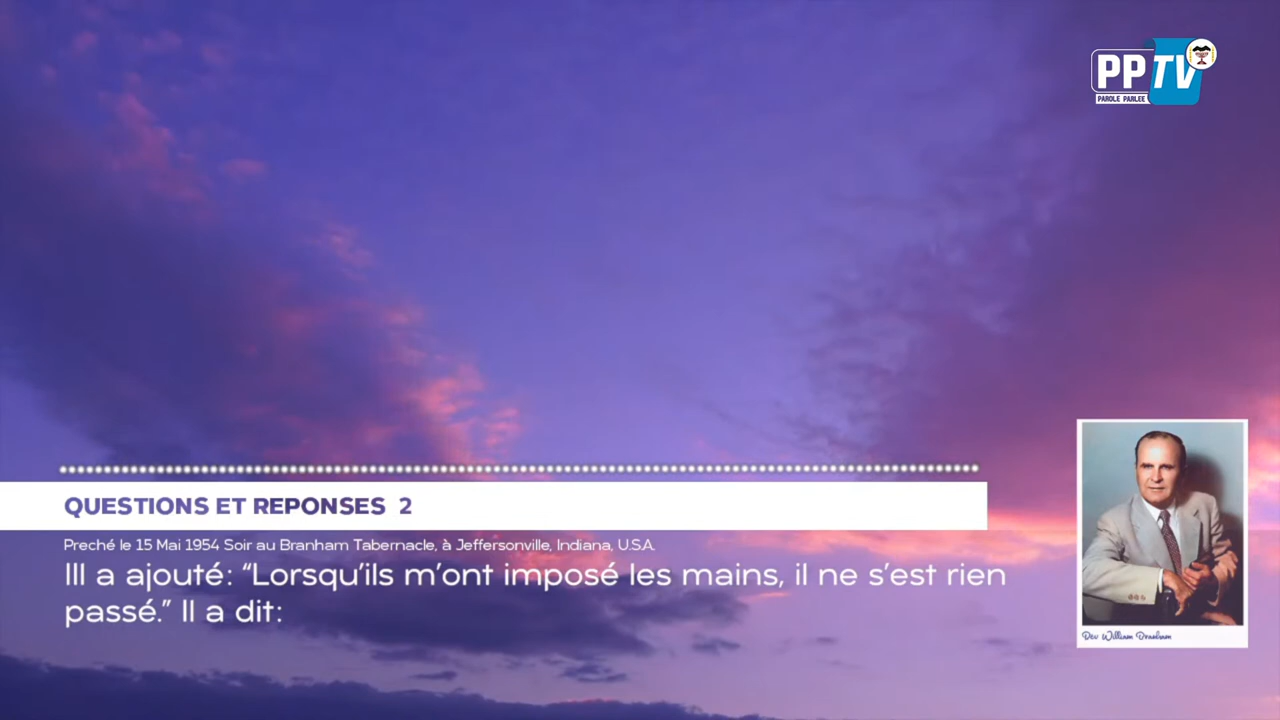 PPTV
PAROLE PARLEE
QUESTIONS ET REPONSES 2
Preché le 15 Mai 1954 Soir au Branham Tabernacle, à Jeffersonville, Indiana, U.S.A.
Ill a ajouté: “Lorsqu’ils m’ont imposé les mains, il ne s’est rien
passé.” Il a dit:
Rev William Branham